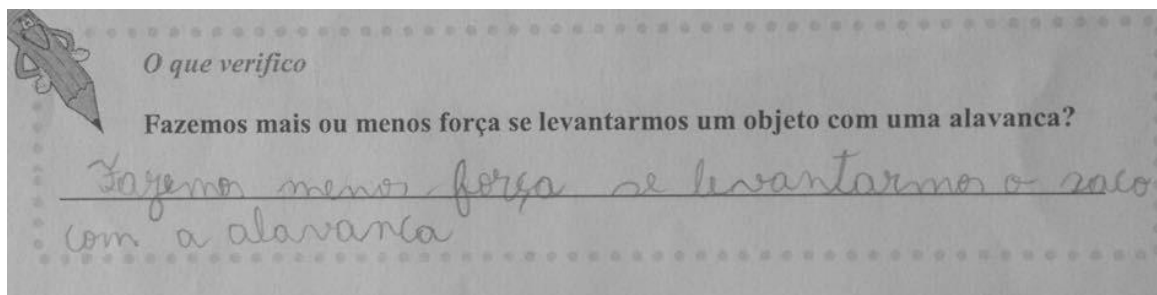 O que verifico
Fazemos mais ou menos força se levantarmos um objeto com uma alavanca?
Fazemos menos força se levantarmos o saco
com a alavanca